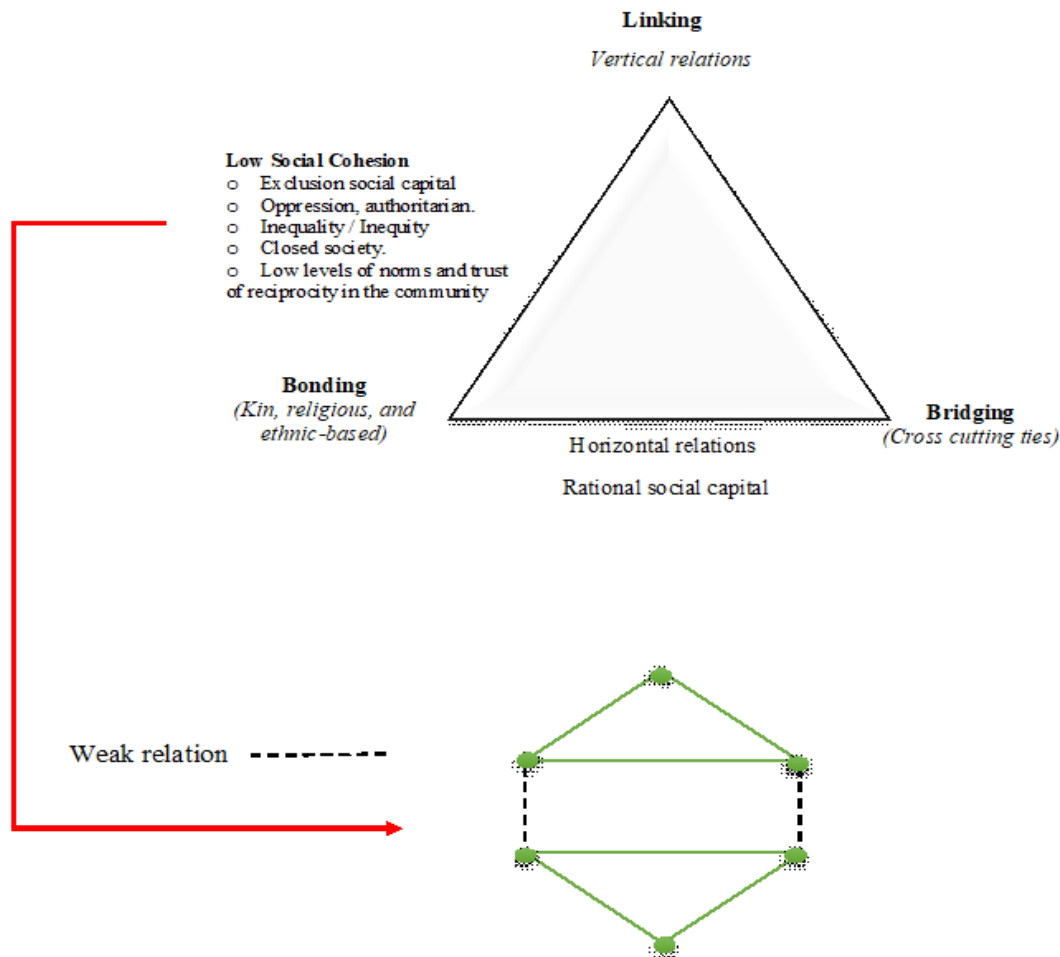 Linking
Vertical relations
Low Social Cohesion
o Exclusion social capital
o Oppression, authoritarian.
o Inequality / Inequity
o Closed society.
o Low levels of norms and trust
of reciprocity in the community
Bonding
(Kin, religious, and
ethnic-based)
Bridging
(Cross cutting ties)
Horizontal relations
Rational social capital
Weak relation